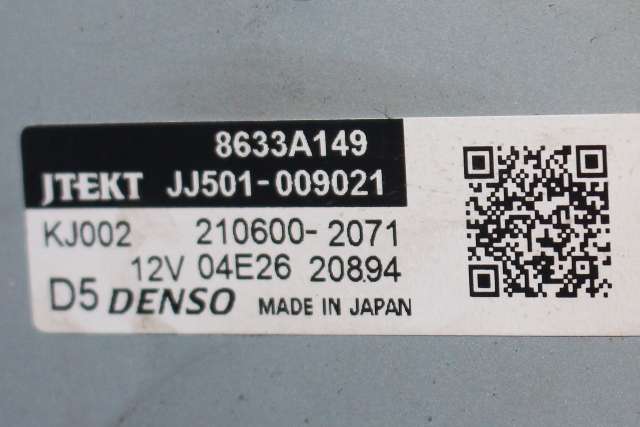 8633A149
JTEKT JJ501-009021
KJ002 210600-2071
12V 04E26 20894
D5 DENSO MADE IN JAPAN